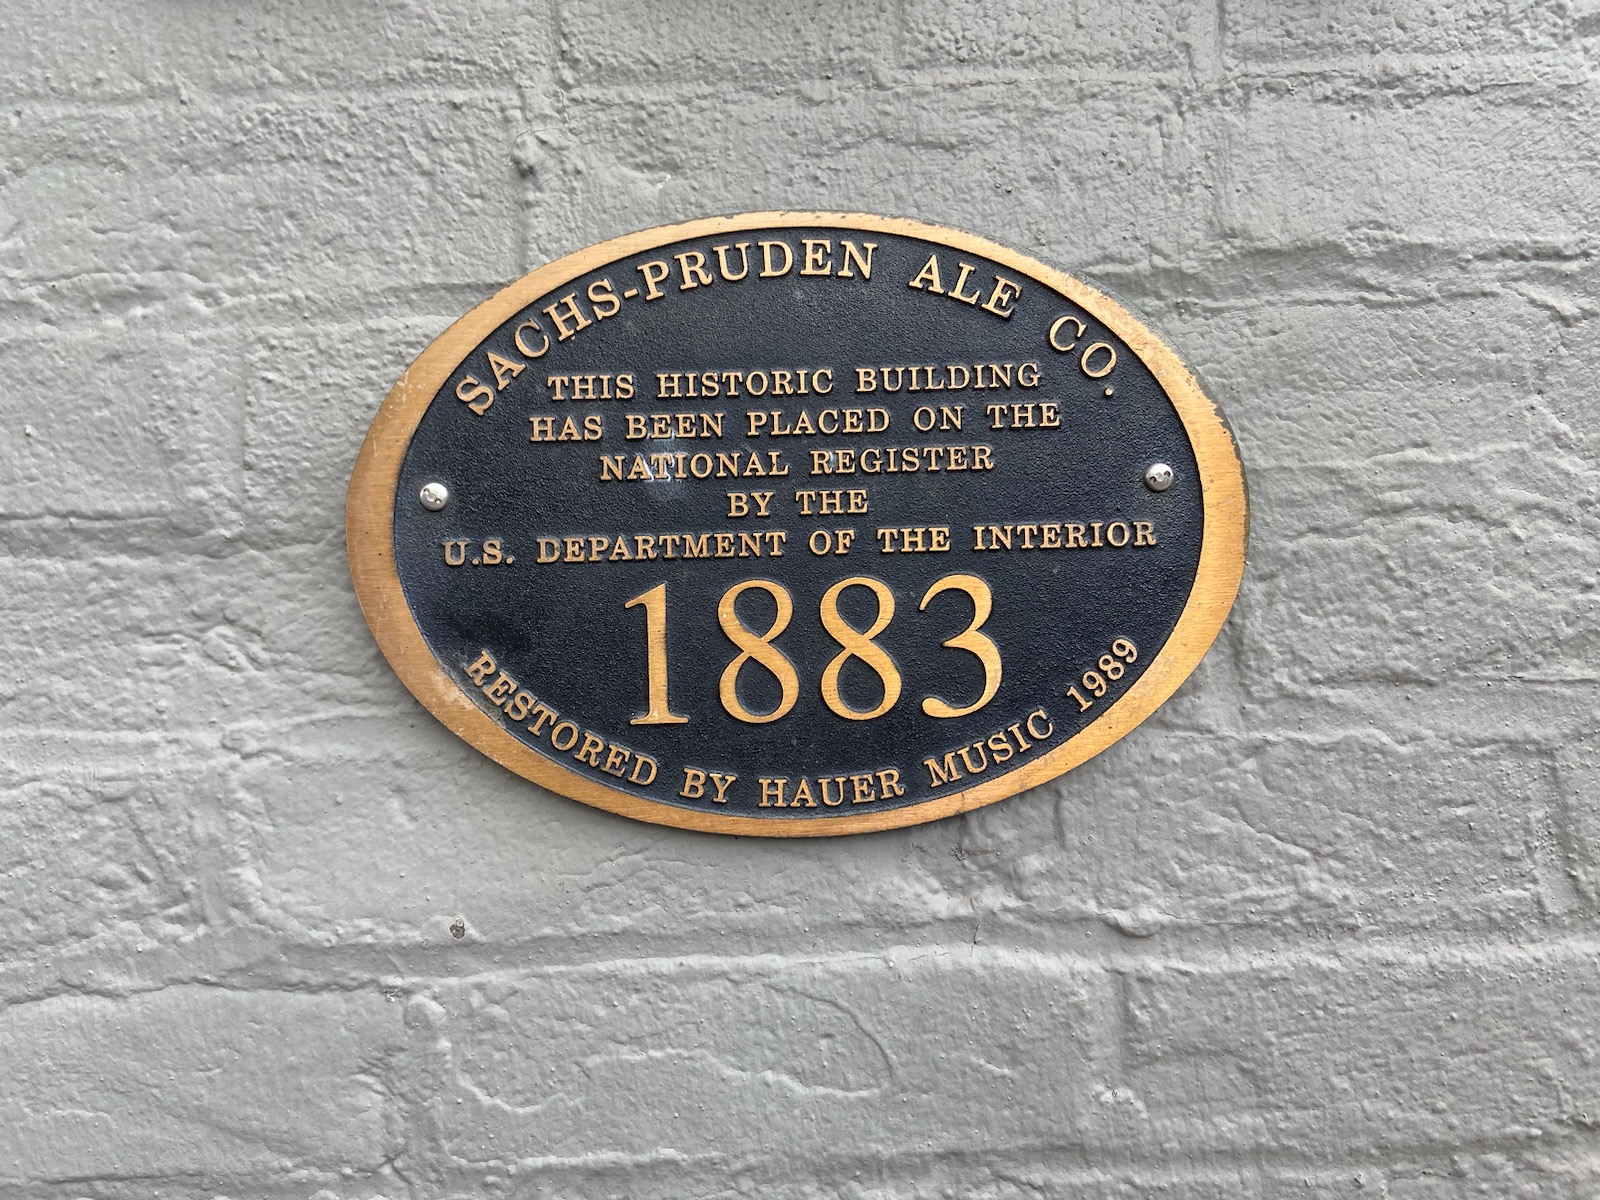 SACHS-PRUDEN ALE CO.
THIS HISTORIC BUILDING
HAS BEEN PLACED ON THE
NATIONAL REGISTER
BY THE
U.S. DEPARTMENT OF THE INTERIOR
1883
RESTORED BY HAUER MUSIC 1989